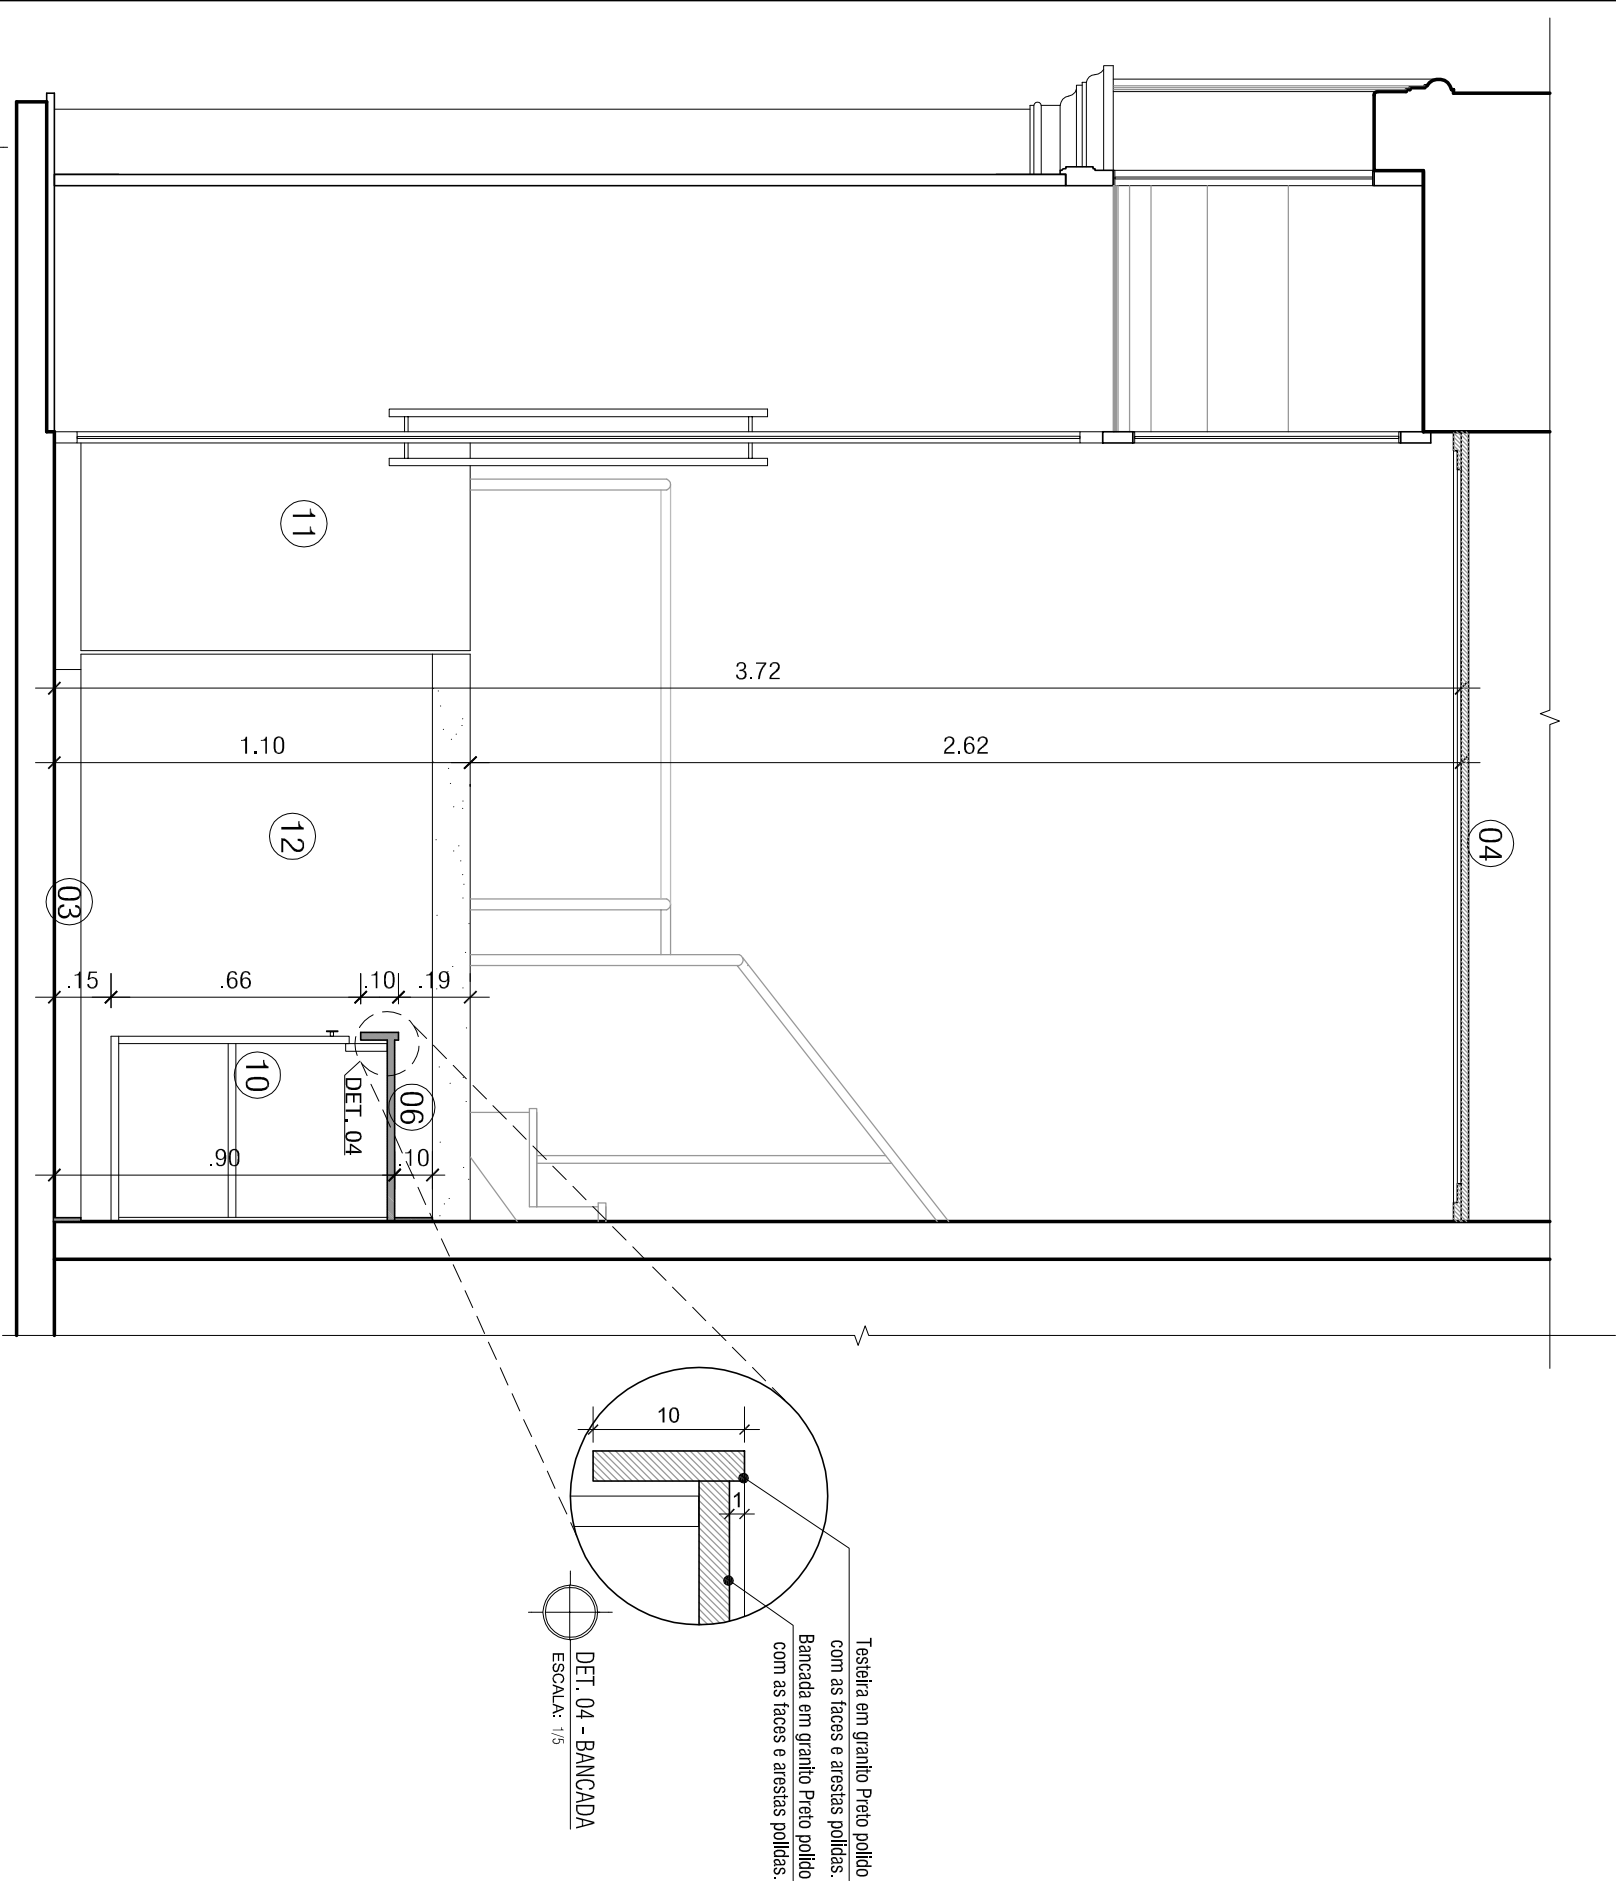 11
3.72
1.10
2.62
12
04
03
.15
.66
.10
.19
10
06
DET. 04
.90
.10
10
1
Testeira em granito Preto polido
com as faces e arestas polidas.
Bancada em granito Preto polido
com as faces e arestas polidas.
DET. 04 - BANCADA
ESCALA: 1/5